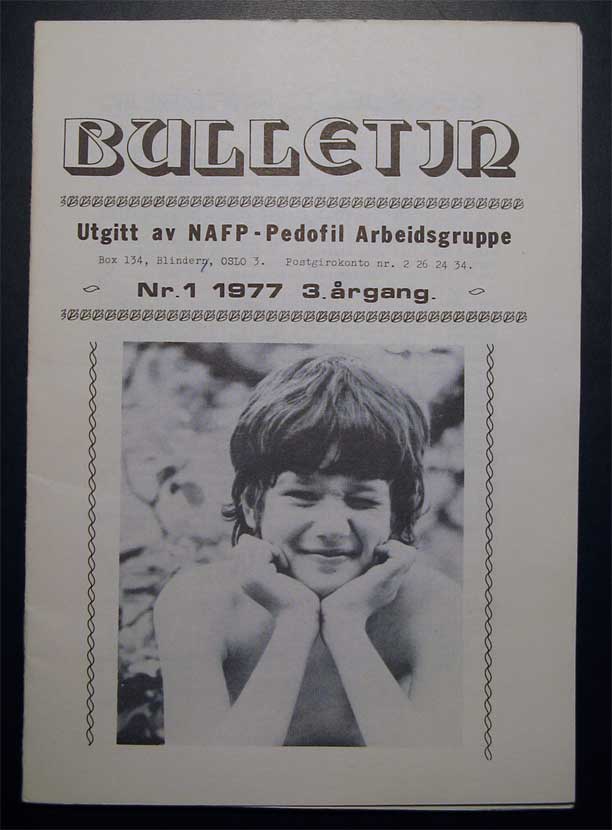 BULLETIN
Utgitt av NAFP-Pedofil Arbeidsgruppe
Box 134, Blindern, OSLO 3. Postgirokonto nr. 2 26 24 34.
Nr.1 1977 3.årgang.